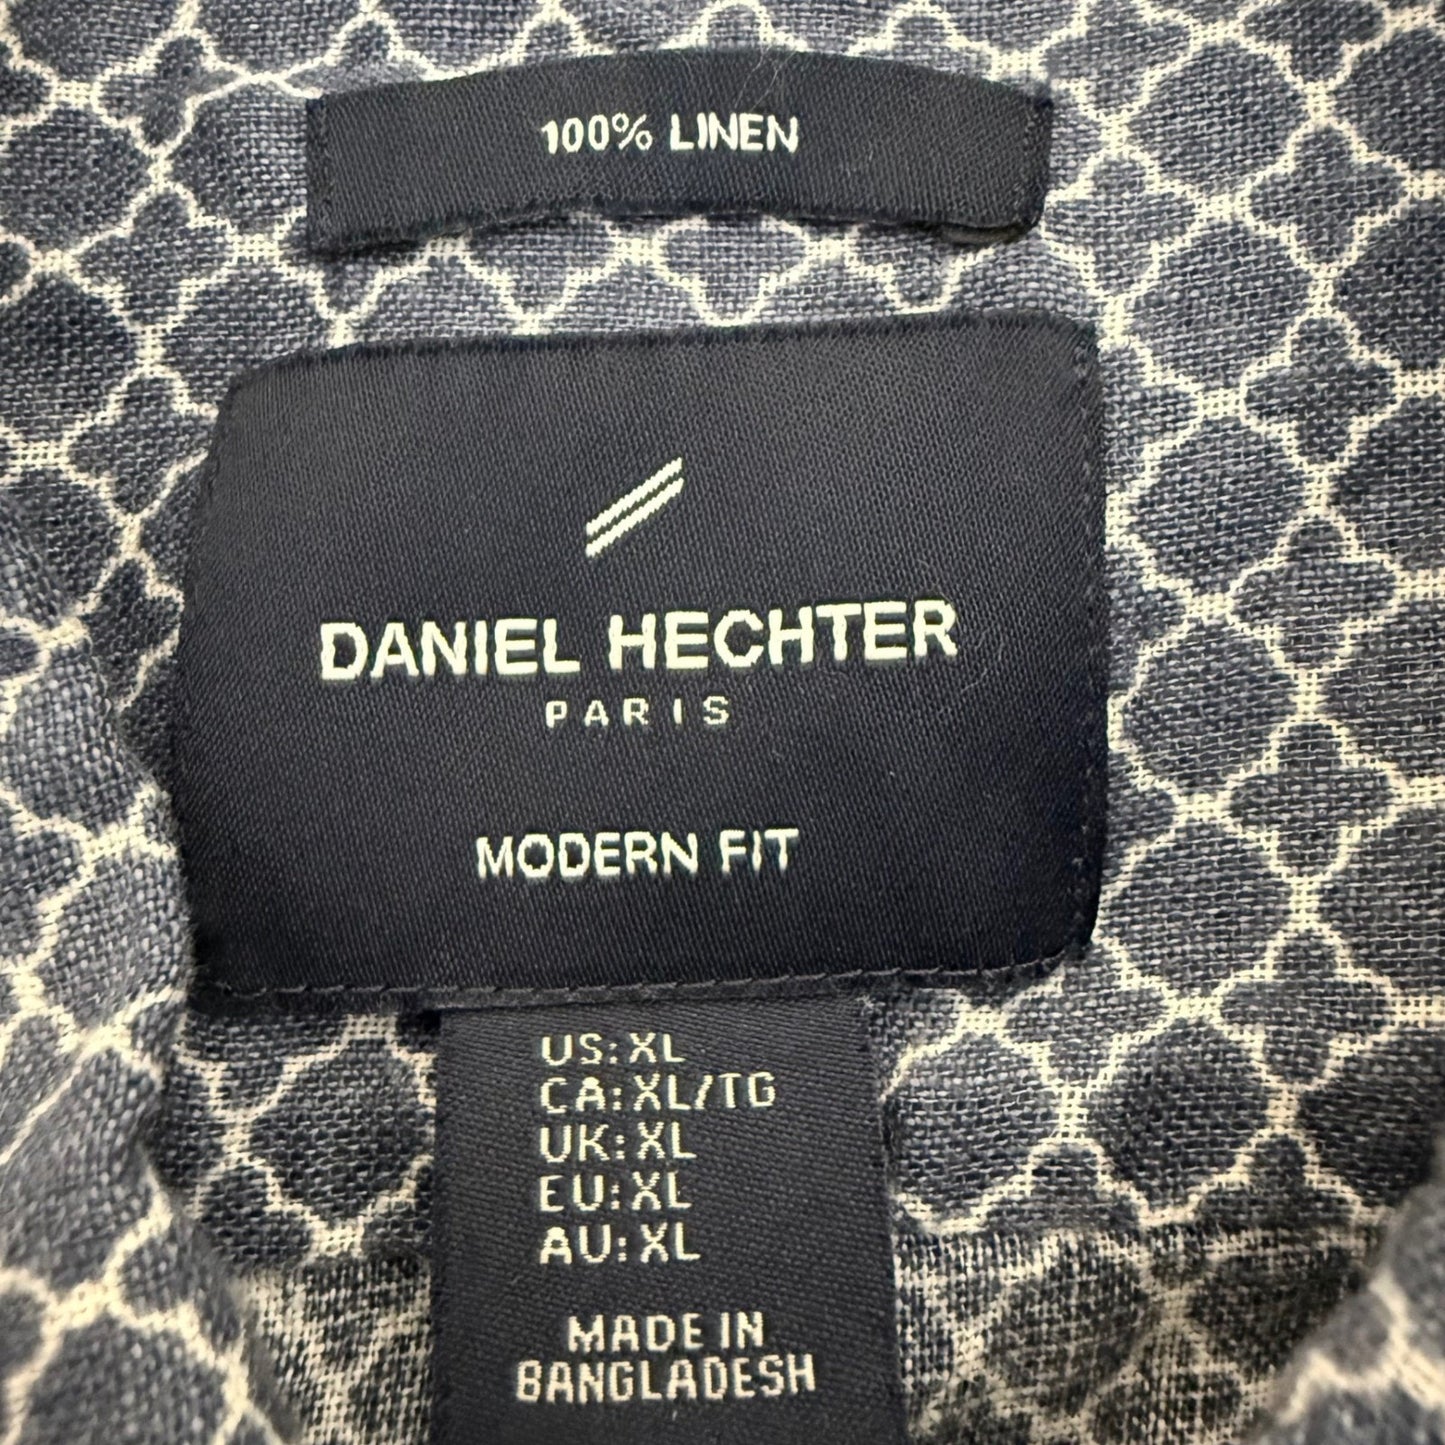 100% LINEN
DANIEL HECHTER
PARIS
MODERN FIT
US: XL
CA: XL/TG
UK: XL
EU: XL
AU: XL
MADE IN
BANGLADESH